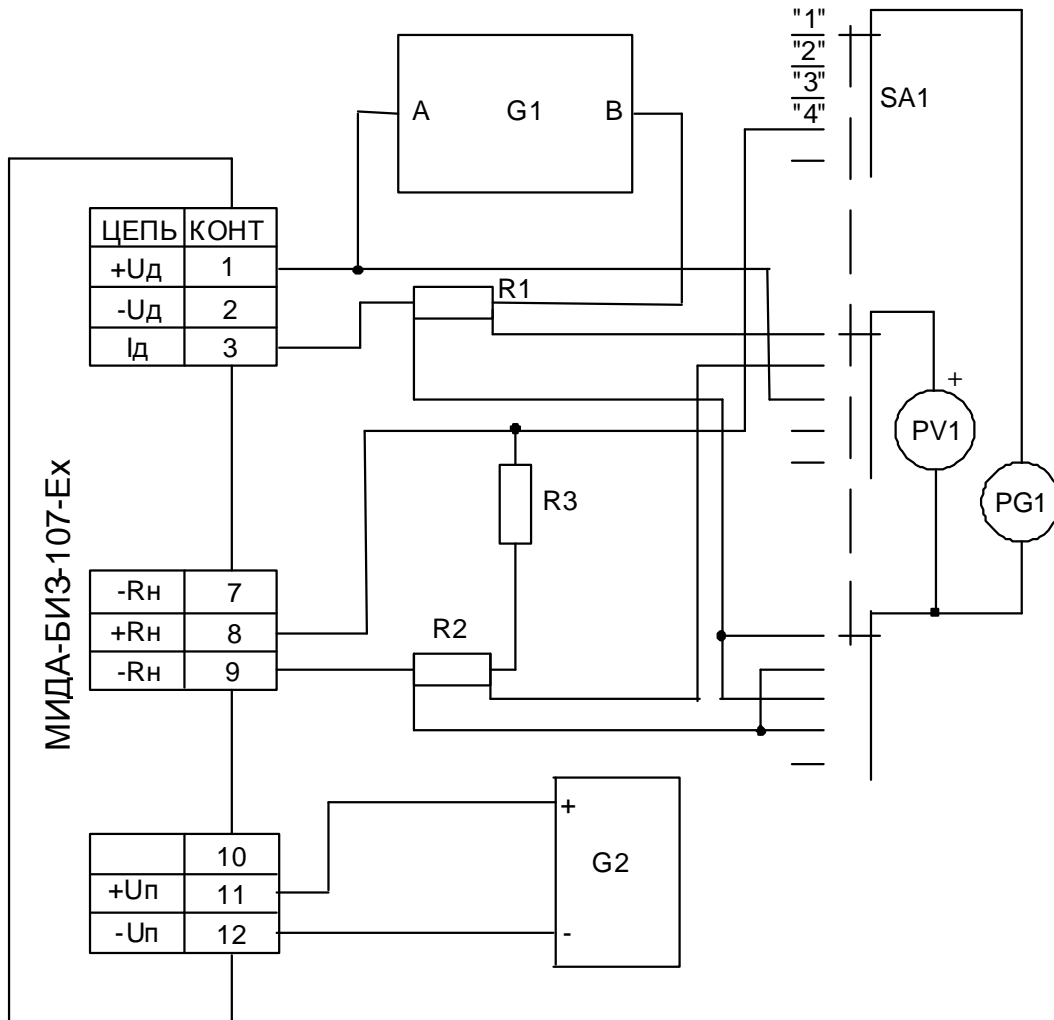 "1"
"2"
"3"
"4"
SA1
A G1 B
ЦЕПЬ КОНТ
+Uд 1
-Uд 2
Iд 3
R1
+
PV1
PG1
R3
МИДА-БИЗ-107-Ex
-Rн 7
+Rн 8
-Rн 9
R2
10
+Uп 11
-Uп 12
+
G2
-